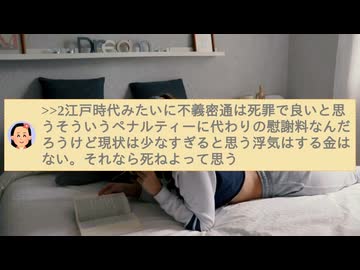 Dreams
M
>>2江戸時代みたいに不義密通は死罪で良いと思
うそういうペナルティーに代わりの慰謝料なんだ
ろうけど現状は少なすぎると思う浮気はする金は
ない。それなら死ねよって思う